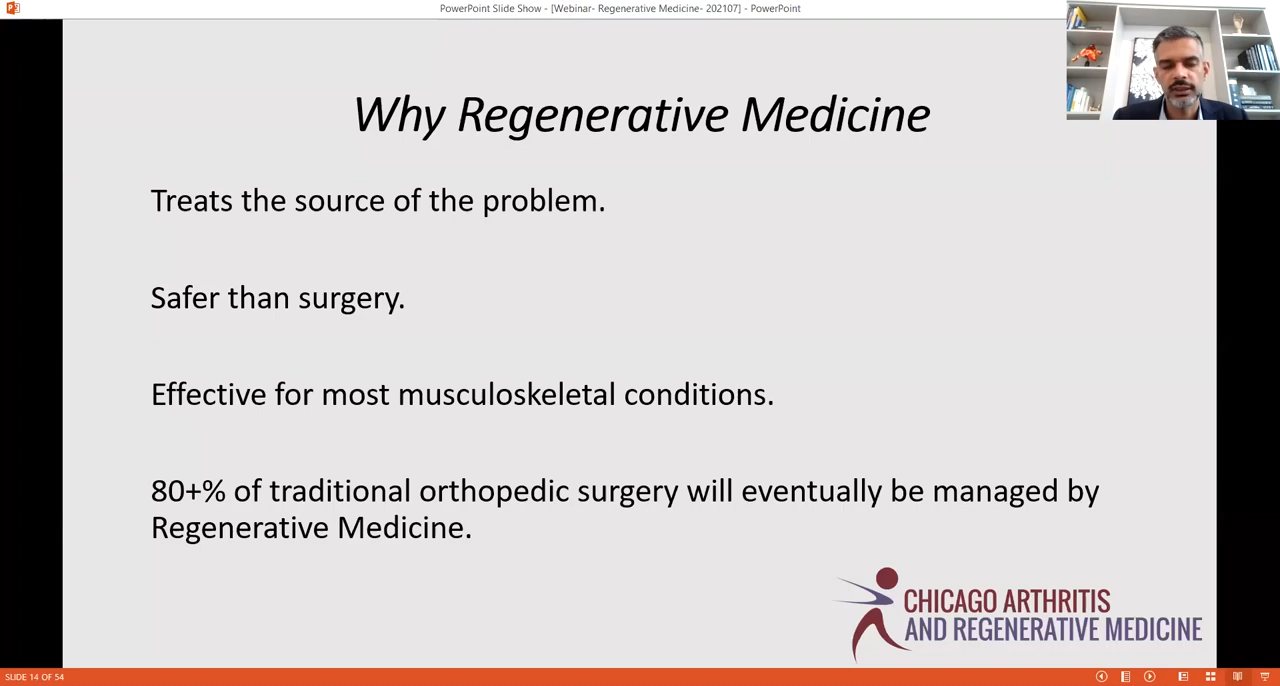 PowerPoint Slide Show - [Webinar- Regenerative Medicine- 202107] - PowerPoint
Why Regenerative Medicine
Treats the source of the problem.
Safer than surgery.
Effective for most musculoskeletal conditions.
80+% of traditional orthopedic surgery will eventually be managed by
Regenerative Medicine.
CHICAGO ARTHRITIS
AND REGENERATIVE MEDICINE
SLIDE 14 OF 54